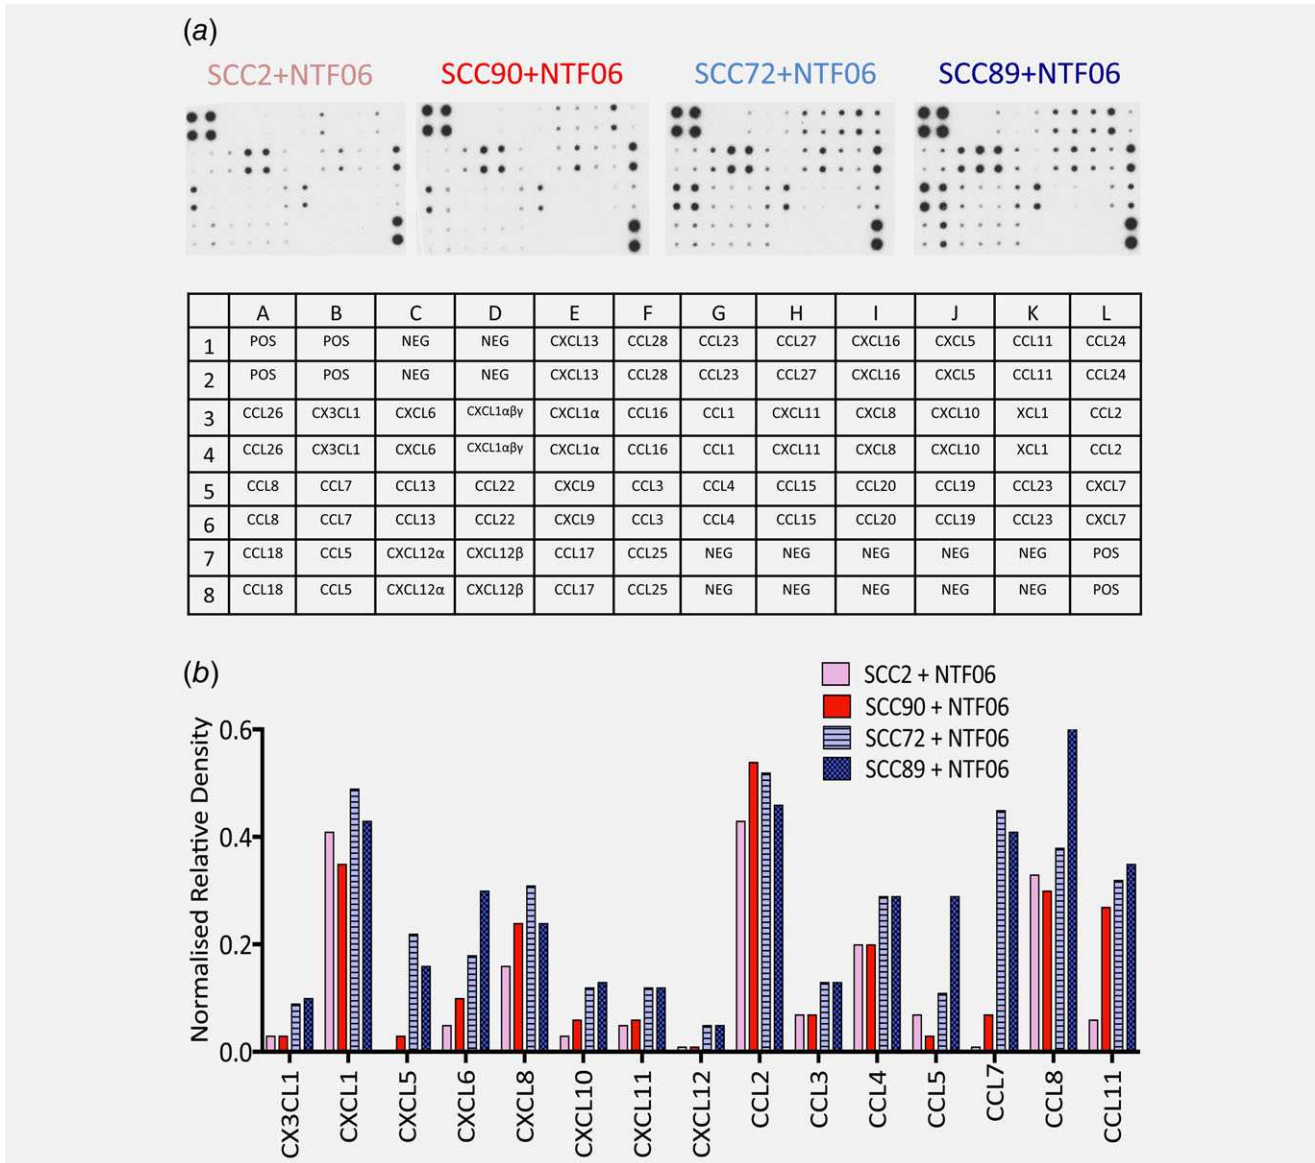 (a)
SCC2+NTF06 SCC90+NTF06 SCC72+NTF06 SCC89+NTF06
A B C D E F G H I J K L
1 POS POS NEG NEG CXCL13 CCL28 CCL23 CCL27 CXCL16 CXCL5 CCL11 CCL24
2 POS POS NEG NEG CXCL13 CCL28 CCL23 CCL27 CXCL16 CXCL5 CCL11 CCL24
3 CCL26 CX3CL1 CXCL6 CXCL1αβγ CXCL1α CCL16 CCL1 CXCL11 CXCL8 CXCL10 XCL1 CCL2
4 CCL26 CX3CL1 CXCL6 CXCL1αβγ CXCL1α CCL16 CCL1 CXCL11 CXCL8 CXCL10 XCL1 CCL2
5 CCL8 CCL7 CCL13 CCL22 CXCL9 CCL3 CCL4 CCL15 CCL20 CCL19 CCL23 CXCL7
6 CCL8 CCL7 CCL13 CCL22 CXCL9 CCL3 CCL4 CCL15 CCL20 CCL19 CCL23 CXCL7
7 CCL18 CCL5 CXCL12α CXCL12β CCL17 CCL25 NEG NEG NEG NEG NEG POS
8 CCL18 CCL5 CXCL12α CXCL12β CCL17 CCL25 NEG NEG NEG NEG NEG POS
(b)
SCC2 + NTF06
SCC90 + NTF06
SCC72 + NTF06
SCC89 + NTF06
Normalised Relative Density
0.6
0.4
0.2
0.0
CX3CL1 CXCL1 CXCL5 CXCL6 CXCL8 CXCL10 CXCL11 CXCL12 CCL2 CCL3 CCL4 CCL5 CCL7 CCL8 CCL11